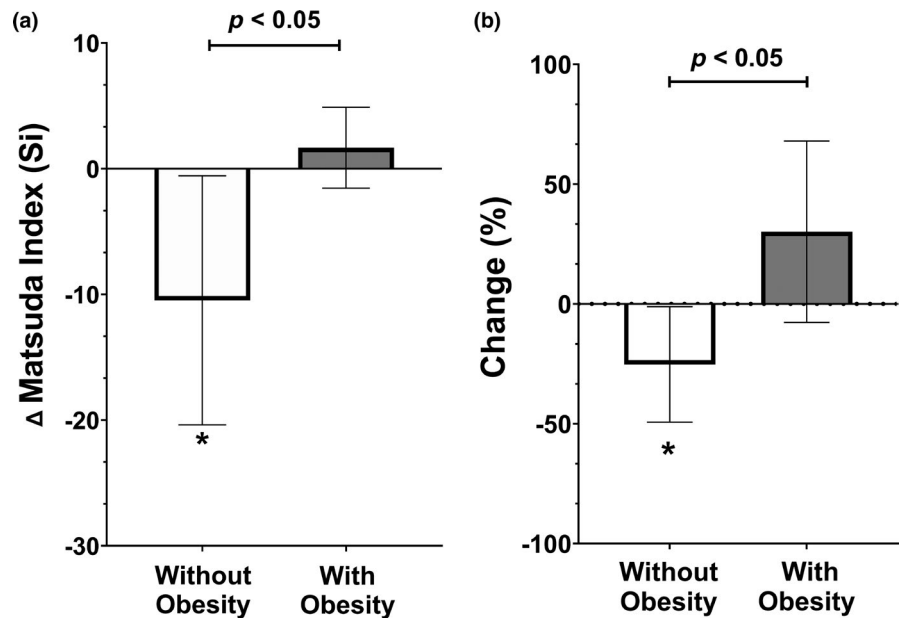 (a)
p < 0.05
Δ Matsuda Index (Si)
10
0
-10
-20
-30
*
Without
Obesity
With
Obesity
(b)
p < 0.05
Change (%)
100
50
0
-50
-100
*
Without
Obesity
With
Obesity